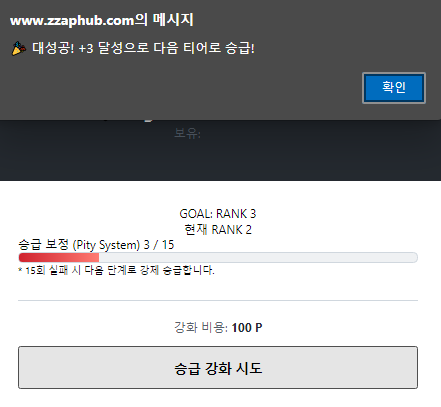 www.zzaphub.com의 메시지
🎉 대성공! +3 달성으로 다음 티어로 승급!
확인
보유:
GOAL: RANK 3
현재 RANK 2
승급 보정 (Pity System) 3 / 15
* 15회 실패 시 다음 단계로 강제 승급합니다.
강화 비용: 100 P
승급 강화 시도